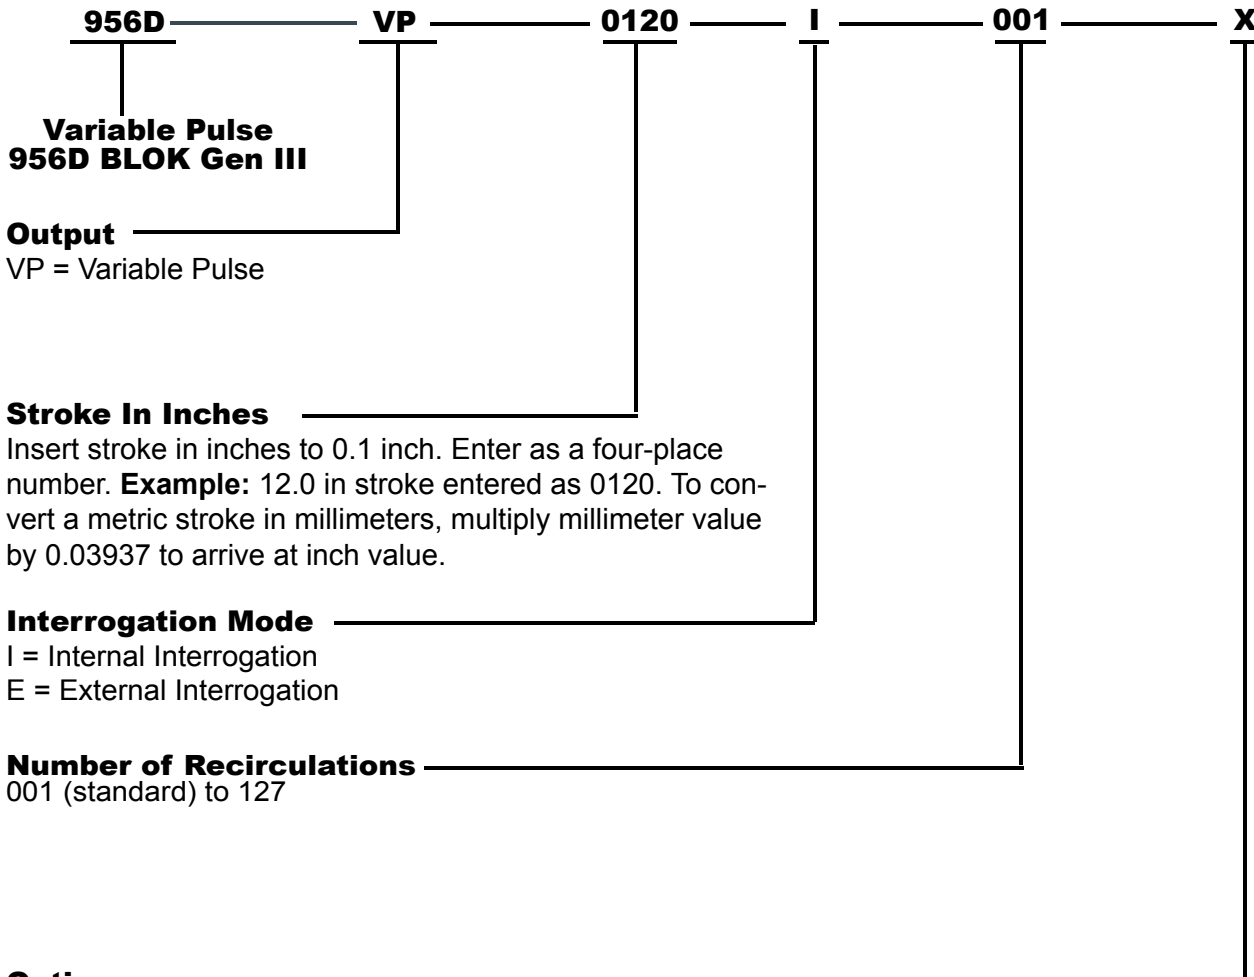 956D VP 0120 I 001 X
Variable Pulse
956D BLOK Gen III
Output
VP = Variable Pulse
Stroke In Inches
Insert stroke in inches to 0.1 inch. Enter as a four-place
number. Example: 12.0 in stroke entered as 0120. To con-
vert a metric stroke in millimeters, multiply millimeter value
by 0.03937 to arrive at inch value.
Interrogation Mode
I = Internal Interrogation
E = External Interrogation
Number of Recirculations
001 (standard) to 127